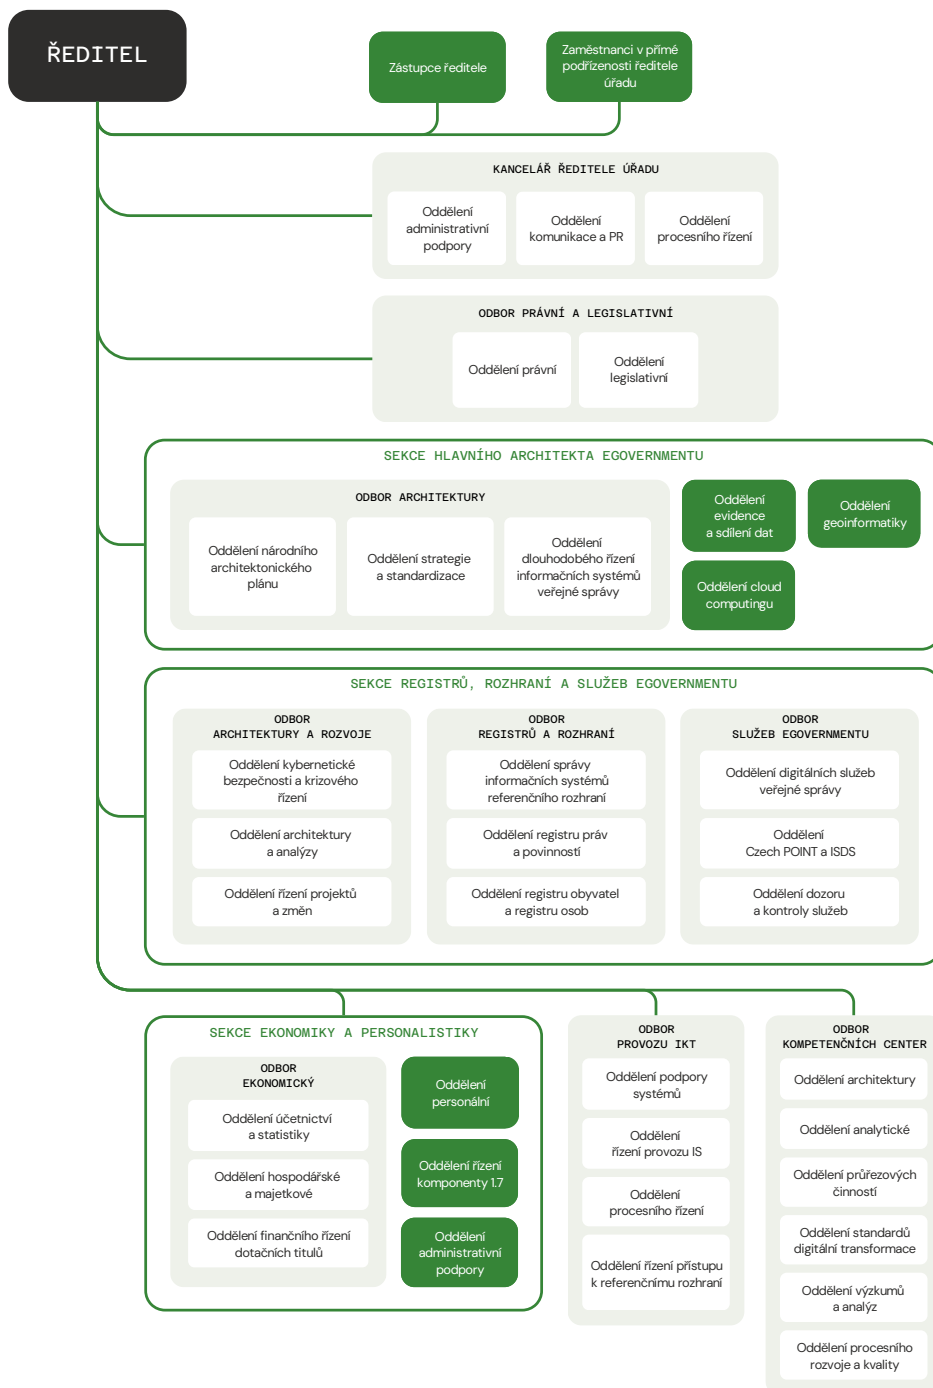 ŘEDITEL
Zástupce ředitele
Zaměstnanci v přímé
podřízenosti ředitele
úřadu
KANCELÁŘ ŘEDITELE ÚŘADU
Oddělení
administrativní
podpory
Oddělení
komunikace a PR
Oddělení
procesního řízení
ODBOR PRÁVNÍ A LEGISLATIVNÍ
Oddělení právní
Oddělení
legislativní
SEKCE HLAVNÍHO ARCHITEKTA EGOVERNMENTU
ODBOR ARCHITEKTURY
Oddělení národního
architektonického
plánu
Oddělení strategie
a standardizace
Oddělení
dlouhodobého řízení
informačních systémů
veřejné správy
Oddělení
evidence
a sdílení dat
Oddělení
geoinformatiky
Oddělení cloud
computingu
SEKCE REGISTRŮ, ROZHRANÍ A SLUŽEB EGOVERNMENTU
ODBOR
ARCHITEKTURY A ROZVOJE
Oddělení kybernetické
bezpečnosti a krizového
řízení
Oddělení architektury
a analýzy
Oddělení řízení projektů
a změn
ODBOR
REGISTRŮ A ROZHRANÍ
Oddělení správy
informačních systémů
referenčního rozhraní
Oddělení registru práv
a povinností
Oddělení registru obyvatel
a registru osob
ODBOR
SLUŽEB EGOVERNMENTU
Oddělení digitálních služeb
veřejné správy
Oddělení
Czech POINT a ISDS
Oddělení dozoru
a kontroly služeb
SEKCE EKONOMIKY A PERSONALISTIKY
ODBOR
EKONOMICKÝ
Oddělení účetnictví
a statistiky
Oddělení hospodářské
a majetkové
Oddělení finančního řízení
dotačních titulů
Oddělení
personální
Oddělení řízení
komponenty 1.7
Oddělení
administrativní
podpory
ODBOR
PROVOZU IKT
Oddělení podpory
systémů
Oddělení
řízení provozu IS
Oddělení
procesního řízení
Oddělení řízení přístupu
k referenčnímu rozhraní
ODBOR
KOMPETENČNÍCH CENTER
Oddělení architektury
Oddělení analytické
Oddělení průřezových
činností
Oddělení standardů
digitální transformace
Oddělení výzkumů
a analýz
Oddělení procesního
rozvoje a kvality